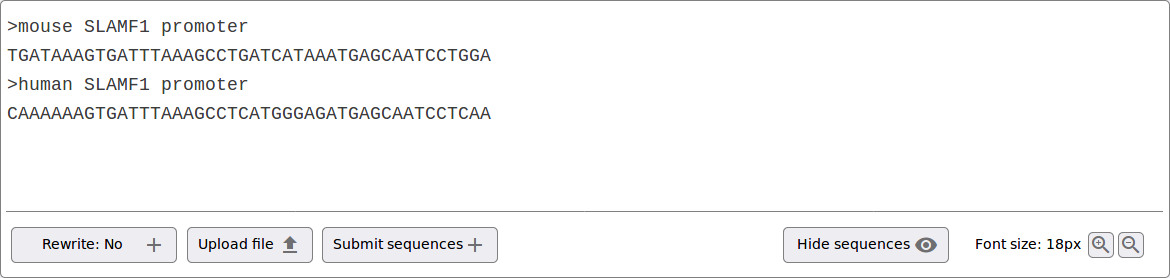 >mouse SLAMF1 promoter
TGATAAAGTGATTTAAAGCCTGATCATAAATGAGCAATCCTGGA
>human SLAMF1 promoter
CAAAAAAGTGATTTAAAGCCTCATGGGAGATGAGCAATCCTCAA
Rewrite: No
Upload file
Submit sequences
Hide sequences
Font size: 18px